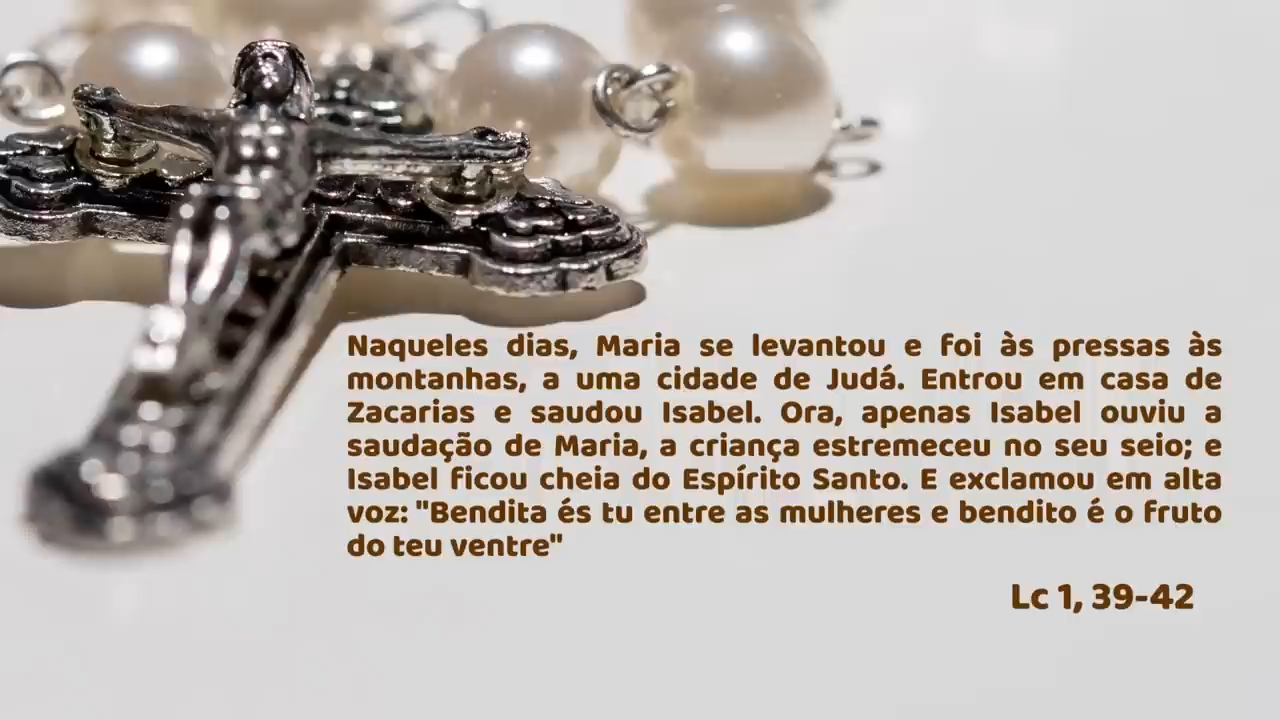 Naqueles dias, Maria se levantou e foi às pressas às
montanhas, a uma cidade de Judá. Entrou em casa de
Zacarias e saudou Isabel. Ora, apenas Isabel ouviu a
saudação de Maria, a criança estremeceu no seu seio; e
Isabel ficou cheia do Espírito Santo. E exclamou em alta
voz: "Bendita és tu entre as mulheres e bendito é o fruto
do teu ventre"
Lc 1, 39-42